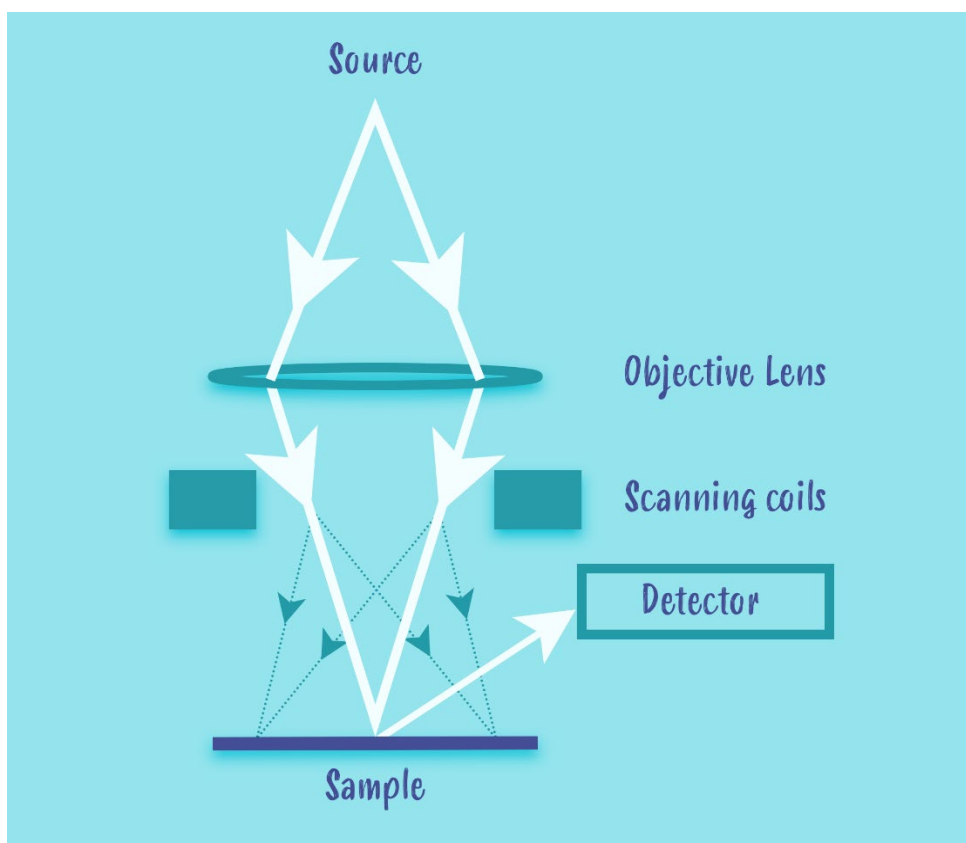 Source
Objective Lens
Scanning coils
Detector
Sample